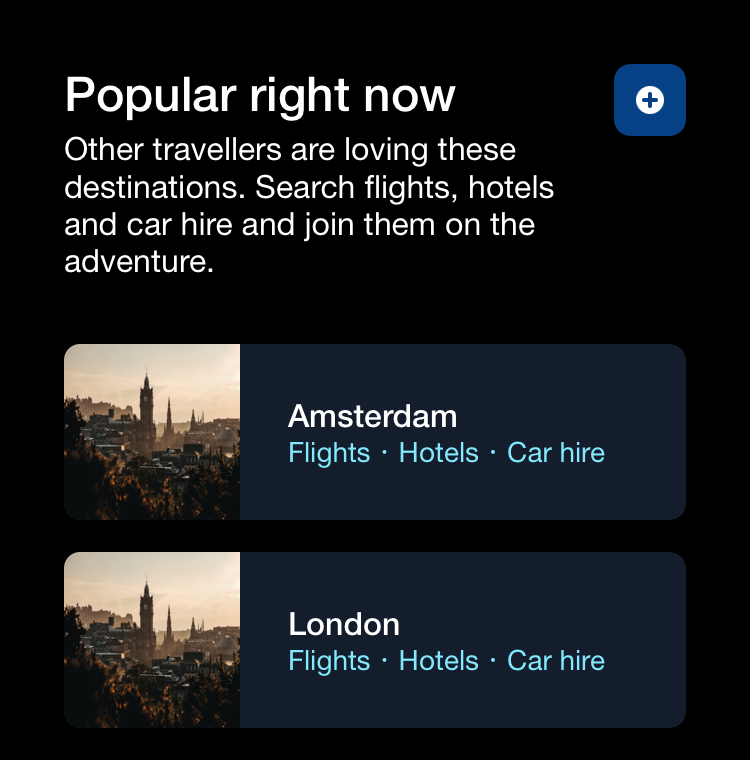 Popular right now
Other travellers are loving these
destinations. Search flights, hotels
and car hire and join them on the
adventure.
Amsterdam
Flights · Hotels · Car hire
London
Flights · Hotels · Car hire